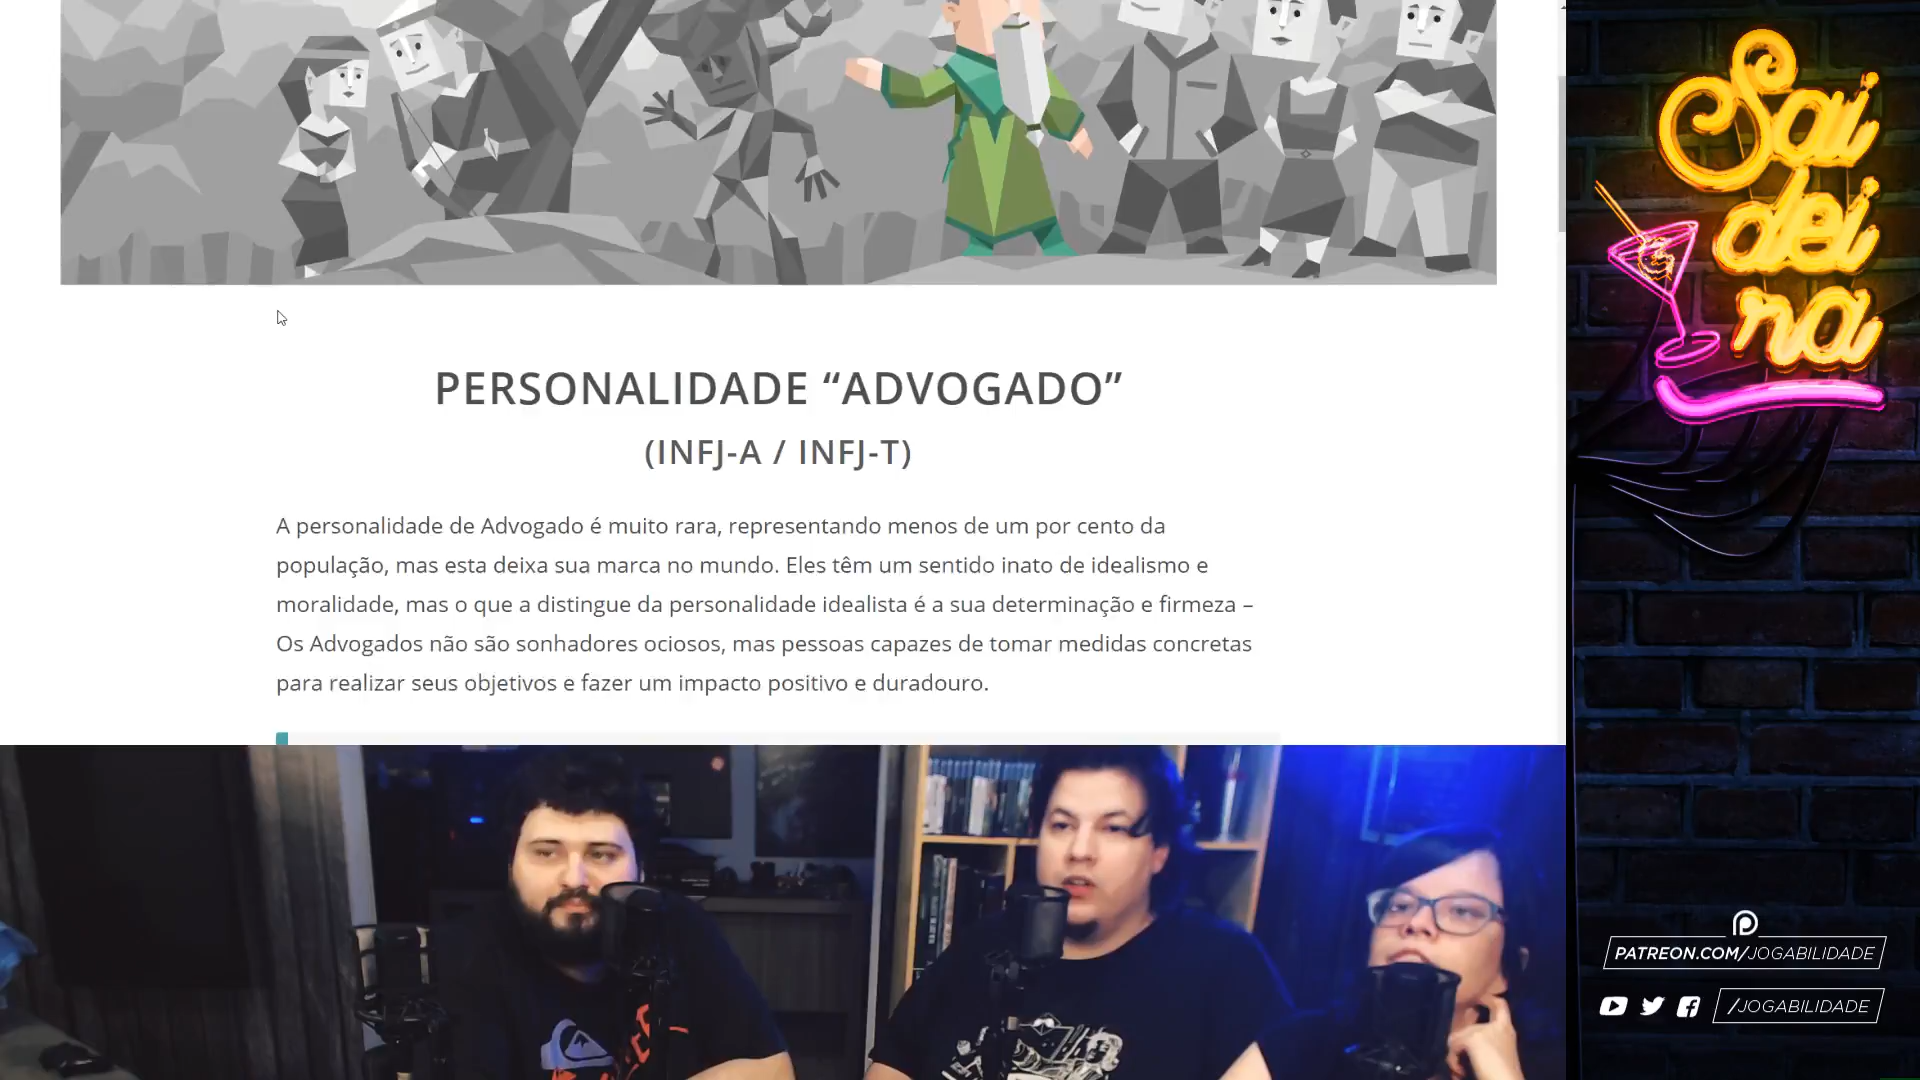 Sai
dei
ra
PERSONALIDADE “ADVOGADO”
(INFJ-A / INFJ-T)
A personalidade de Advogado é muito rara, representando menos de um por cento da
população, mas esta deixa sua marca no mundo. Eles têm um sentido inato de idealismo e
moralidade, mas o que a distingue da personalidade idealista é a sua determinação e firmeza –
Os Advogados não são sonhadores ociosos, mas pessoas capazes de tomar medidas concretas
para realizar seus objetivos e fazer um impacto positivo e duradouro.
PATREON.COM/JOGABILIDADE
/JOGABILIDADE